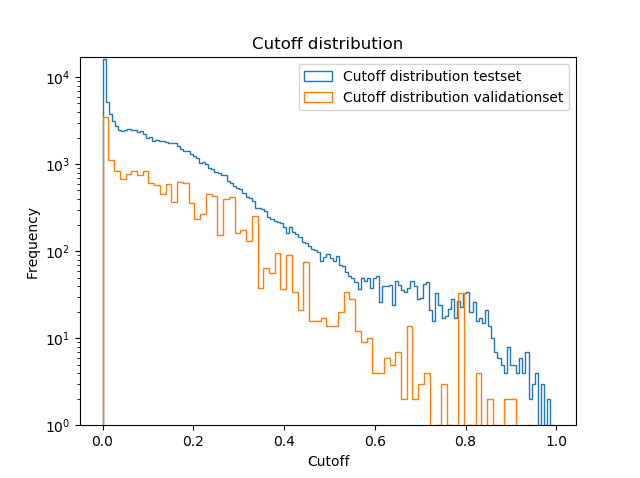 Cutoff distribution
Cutoff distribution testset
Cutoff distribution validationset
Frequency
10⁴
10³
10²
10¹
10⁰
0.0 0.2 0.4 0.6 0.8 1.0
Cutoff